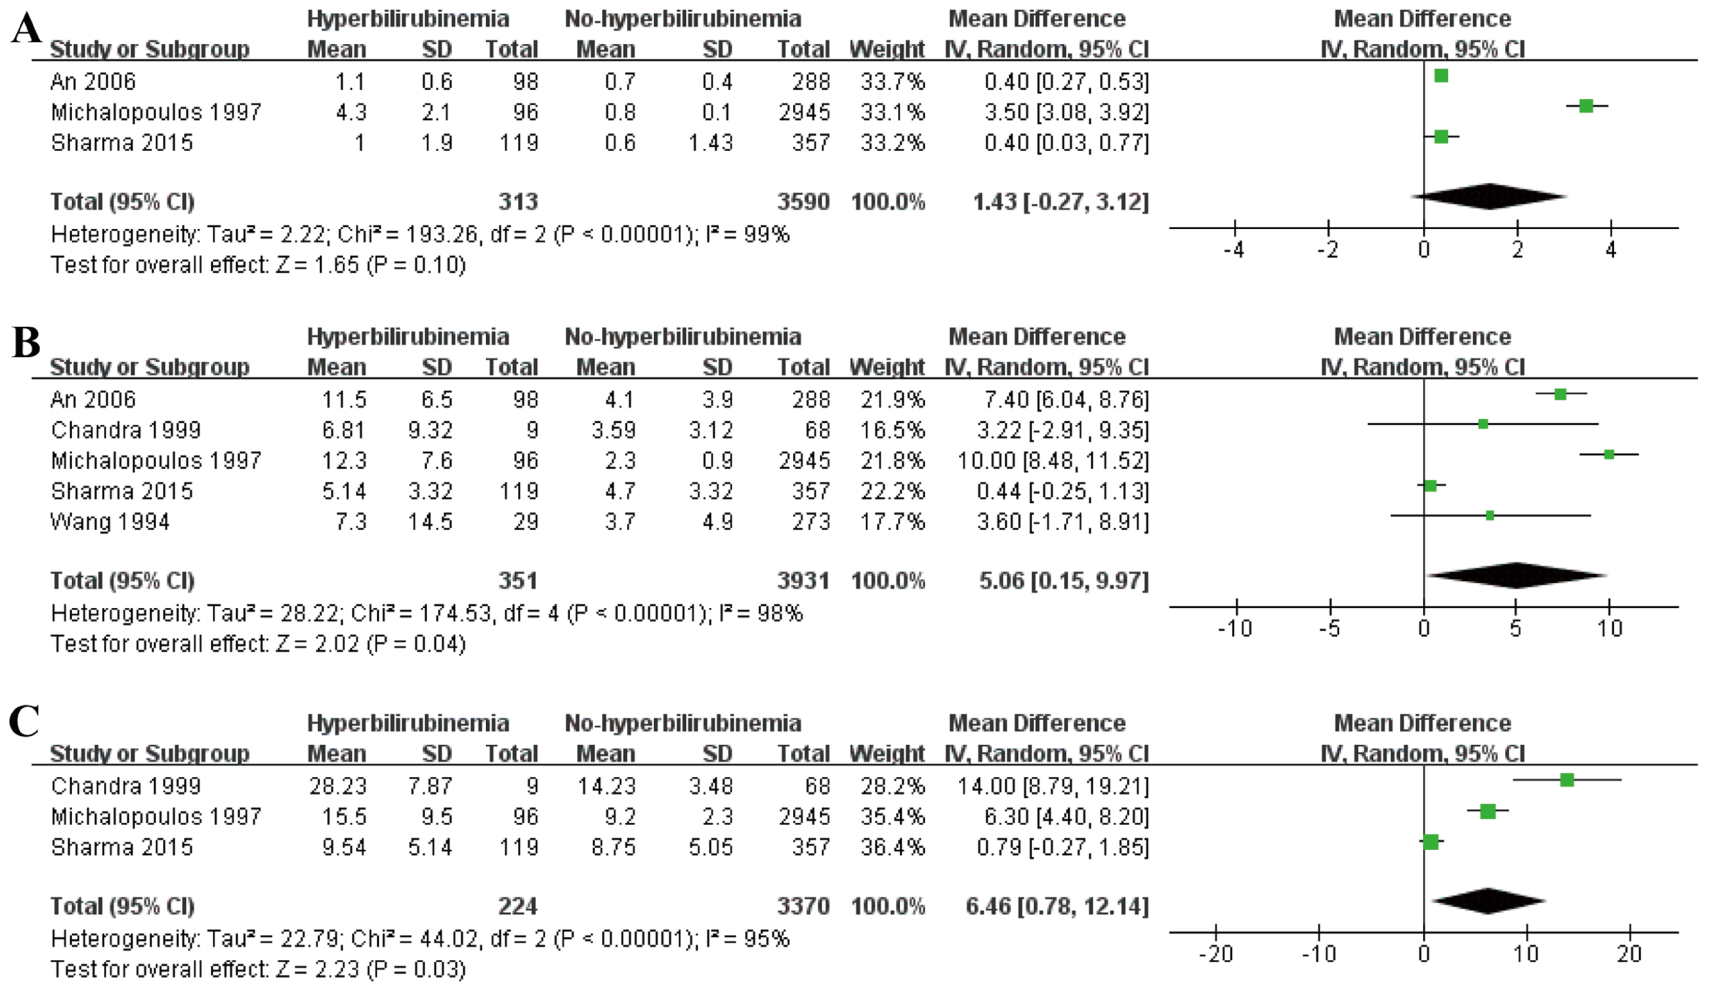 A
Hyperbilirubinemia No-hyperbilirubinemia Mean Difference Mean Difference
Study or Subgroup Mean SD Total Mean SD Total Weight IV, Random, 95% CI IV, Random, 95% CI
An 2006 1.1 0.6 98 0.7 0.4 288 33.7% 0.40 [0.27, 0.53]
Michalopoulos 1997 4.3 2.1 96 0.8 0.1 2945 33.1% 3.50 [3.08, 3.92]
Sharma 2015 1 1.9 119 0.6 1.43 357 33.2% 0.40 [0.03, 0.77]
Total (95% CI) 313 3590 100.0% 1.43 [-0.27, 3.12]
Heterogeneity: Tau² = 2.22; Chi² = 193.26, df = 2 (P < 0.00001); I² = 99%
Test for overall effect: Z = 1.65 (P = 0.10)
-4 -2 0 2 4
B
Hyperbilirubinemia No-hyperbilirubinemia Mean Difference Mean Difference
Study or Subgroup Mean SD Total Mean SD Total Weight IV, Random, 95% CI IV, Random, 95% CI
An 2006 11.5 6.5 98 4.1 3.9 288 21.9% 7.40 [6.04, 8.76]
Chandra 1999 6.81 9.32 9 3.59 3.12 68 16.5% 3.22 [-2.91, 9.35]
Michalopoulos 1997 12.3 7.6 96 2.3 0.9 2945 21.8% 10.00 [8.48, 11.52]
Sharma 2015 5.14 3.32 119 4.7 3.32 357 22.2% 0.44 [-0.25, 1.13]
Wang 1994 7.3 14.5 29 3.7 4.9 273 17.7% 3.60 [-1.71, 8.91]
Total (95% CI) 351 3931 100.0% 5.06 [0.15, 9.97]
Heterogeneity: Tau² = 28.22; Chi² = 174.53, df = 4 (P < 0.00001); I² = 98%
Test for overall effect: Z = 2.02 (P = 0.04)
-10 -5 0 5 10
C
Hyperbilirubinemia No-hyperbilirubinemia Mean Difference Mean Difference
Study or Subgroup Mean SD Total Mean SD Total Weight IV, Random, 95% CI IV, Random, 95% CI
Chandra 1999 28.23 7.87 9 14.23 3.48 68 28.2% 14.00 [8.79, 19.21]
Michalopoulos 1997 15.5 9.5 96 9.2 2.3 2945 35.4% 6.30 [4.40, 8.20]
Sharma 2015 9.54 5.14 119 8.75 5.05 357 36.4% 0.79 [-0.27, 1.85]
Total (95% CI) 224 3370 100.0% 6.46 [0.78, 12.14]
Heterogeneity: Tau² = 22.79; Chi² = 44.02, df = 2 (P < 0.00001); I² = 95%
Test for overall effect: Z = 2.23 (P = 0.03)
-20 -10 0 10 20